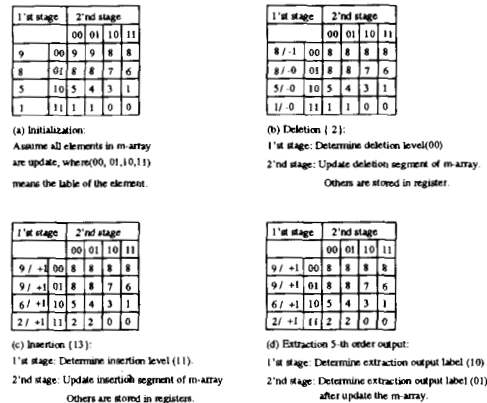 1'st stage 2'nd stage
00 01 10 11
9 00 9 9 8 8
8 01 8 8 7 6
5 10 5 4 3 1
1 11 1 1 0 0
(a) Initialization:
Assume all elements in m-array
are update, where(00, 01,10,11)
means the lable of the element.
1'st stage 2'nd stage
00 01 10 11
8 / -1 00 8 8 8 8
8 / -0 01 8 8 7 6
5/ -0 10 5 4 3 1
1/ -0 11 1 1 0 0
(b) Deletion { 2}:
1'st stage: Determine deletion level(00)
2'nd stage: Update deletion segment of m-array.
Others are stored in register.
1'st stage 2'nd stage
00 01 10 11
9 / +1 00 8 8 8 8
9 / +1 01 8 8 7 6
6 / +1 10 5 4 3 1
2/ +1 11 2 2 0 0
(c) Insertion {13}:
1'st stage: Determine insertion level (11).
2'nd stage: Update insertion segment of m-array
Others are stored in registers.
1'st stage 2'nd stage
00 01 10 11
9 / +1 00 8 8 8 8
9 / +1 01 8 8 7 6
6 / +1 10 5 4 3 1
2 / +1 11 2 2 0 0
(d) Extraction 5-th order output:
1'st stage: Determine extraction output label (10)
2'nd stage: Determine extraction output label (01)
after update the m-array.